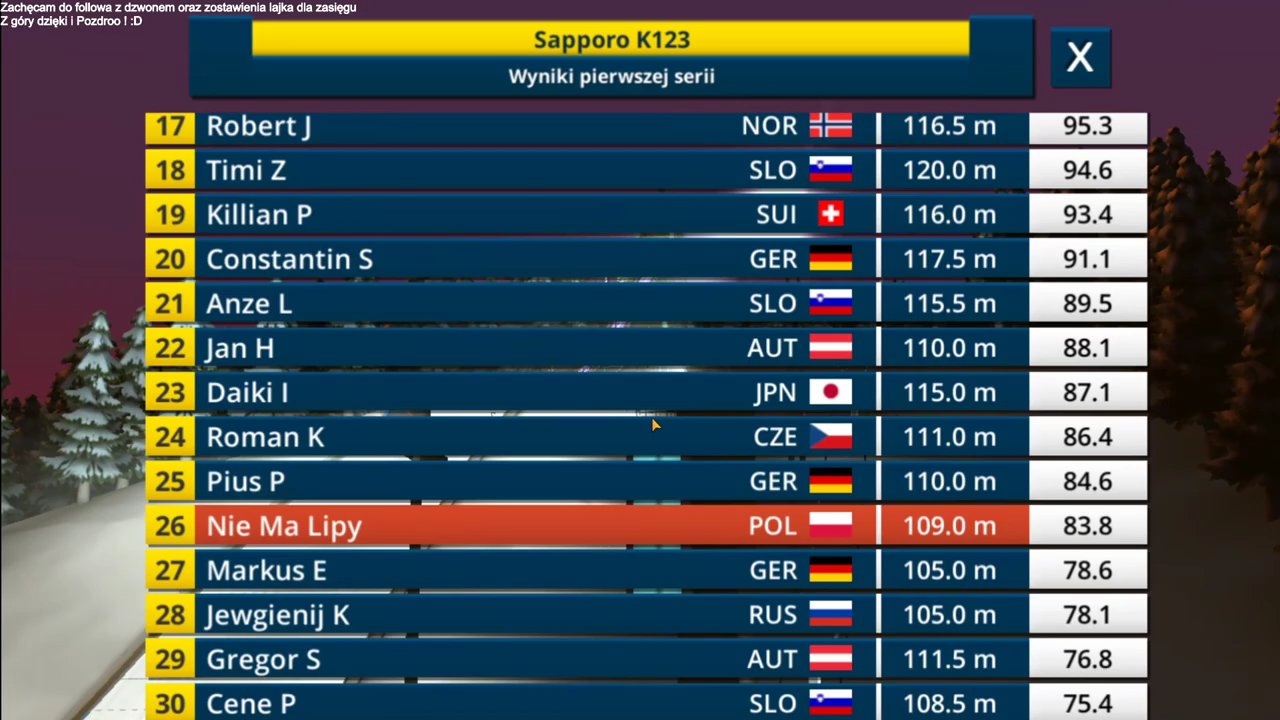 Zachęcam do followa z dzwonem oraz zostawienia lajka dla zasięgu
Z góry dzięki i Pozdroo ! :D
Sapporo K123
X
Wyniki pierwszej serii
17 Robert J NOR 116.5 m 95.3
18 Timi Z SLO 120.0 m 94.6
19 Killian P SUI 116.0 m 93.4
20 Constantin S GER 117.5 m 91.1
21 Anze L SLO 115.5 m 89.5
22 Jan H AUT 110.0 m 88.1
23 Daiki I JPN 115.0 m 87.1
24 Roman K CZE 111.0 m 86.4
25 Pius P GER 110.0 m 84.6
26 Nie Ma Lipy POL 109.0 m 83.8
27 Markus E GER 105.0 m 78.6
28 Jewgienij K RUS 105.0 m 78.1
29 Gregor S AUT 111.5 m 76.8
30 Cene P SLO 108.5 m 75.4